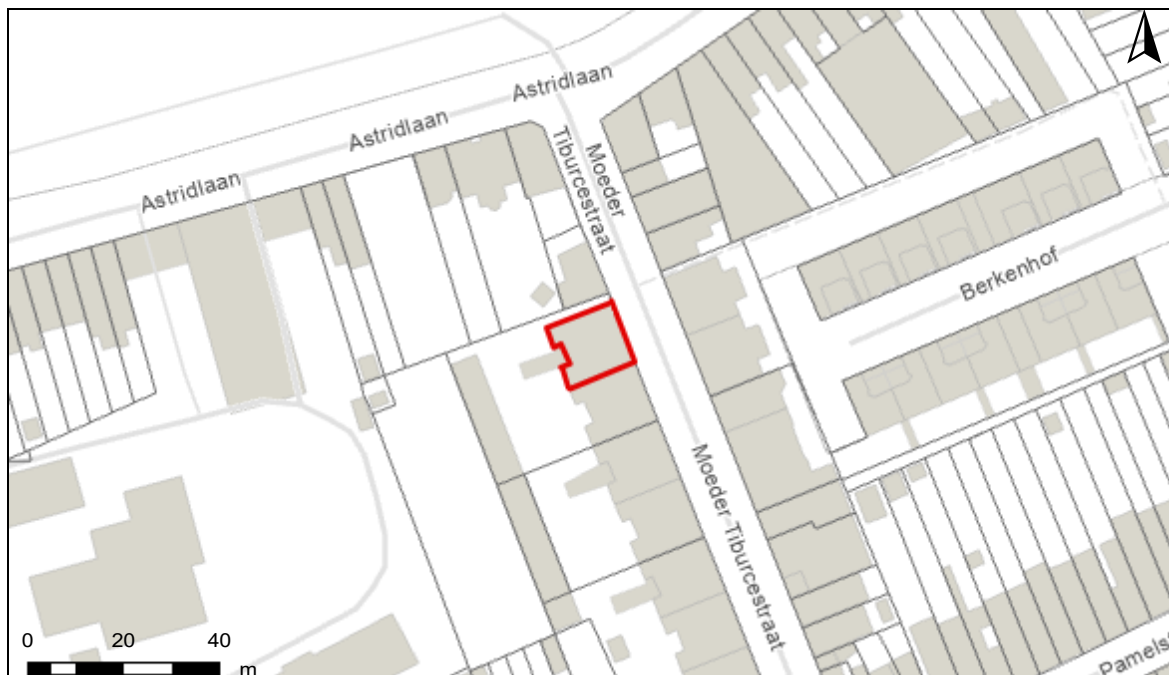 Astridlaan
Astridlaan
Astridlaan
Moeder
Tiburcestraat
Berkenhof
Moeder Tiburcestraat
Pamels
0 20 40
m